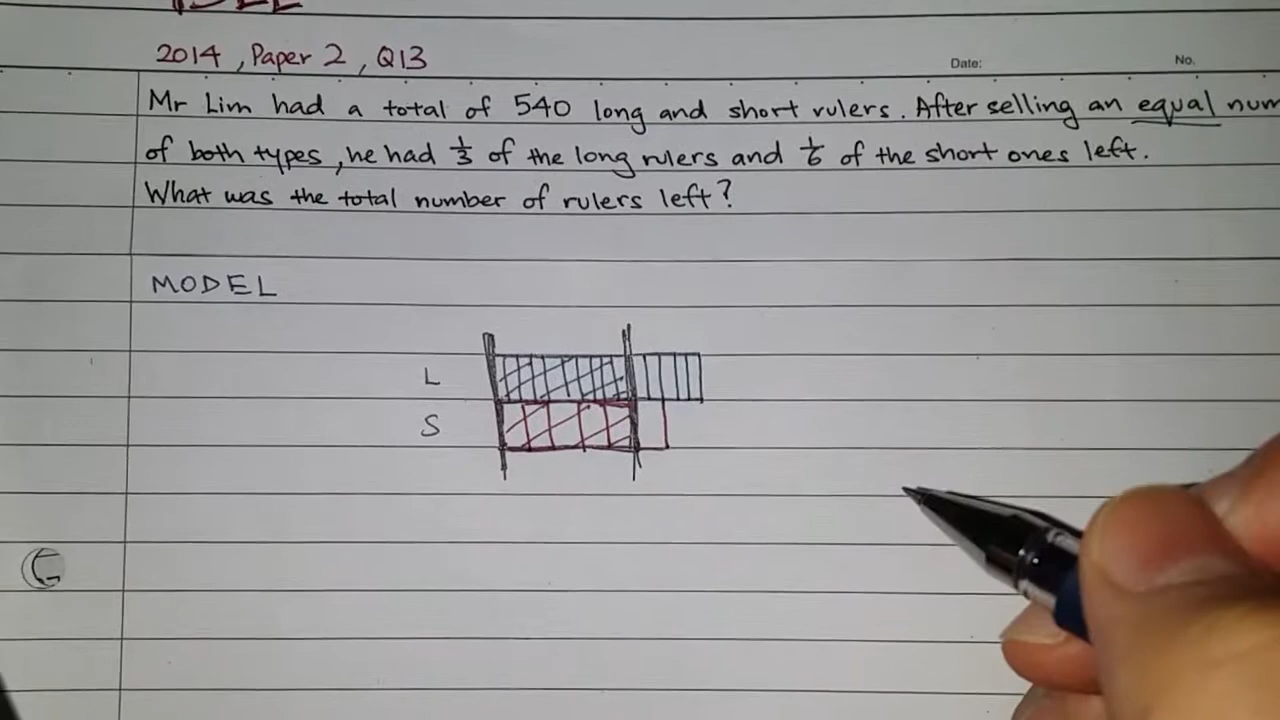 2014, Paper 2, Q13
Date:
No.
Mr Lim had a total of 540 long and short rulers. After selling an equal
of both types, he had 1/3 of the long rulers and 1/6 of the short ones left.
What was the total number of rulers left?
MODEL
L
S